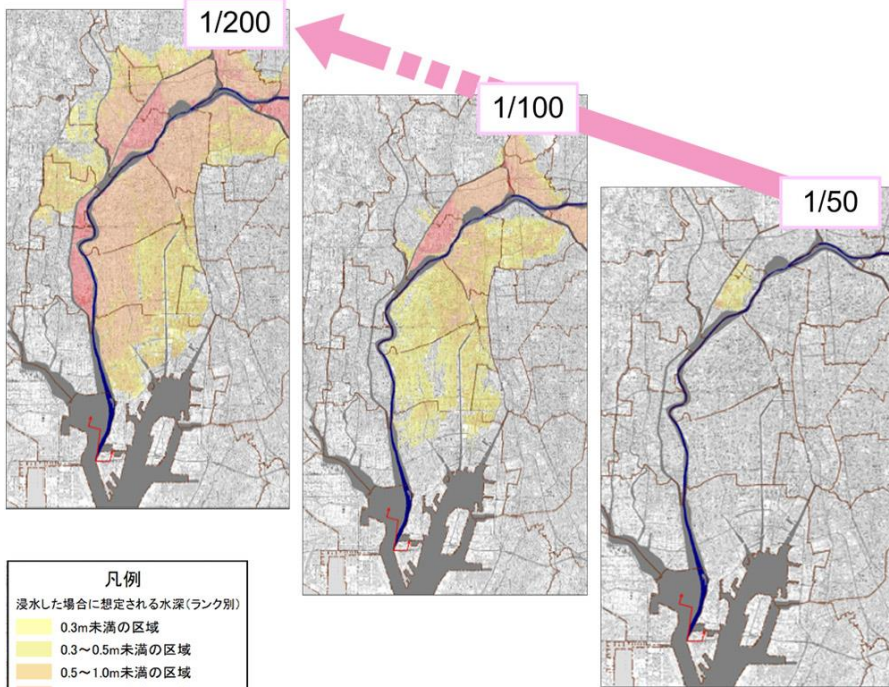 1/200
1/100
1/50
凡例
浸水した場合に想定される水深(ランク別)
0.3m未満の区域
0.3～0.5m未満の区域
0.5～1.0m未満の区域